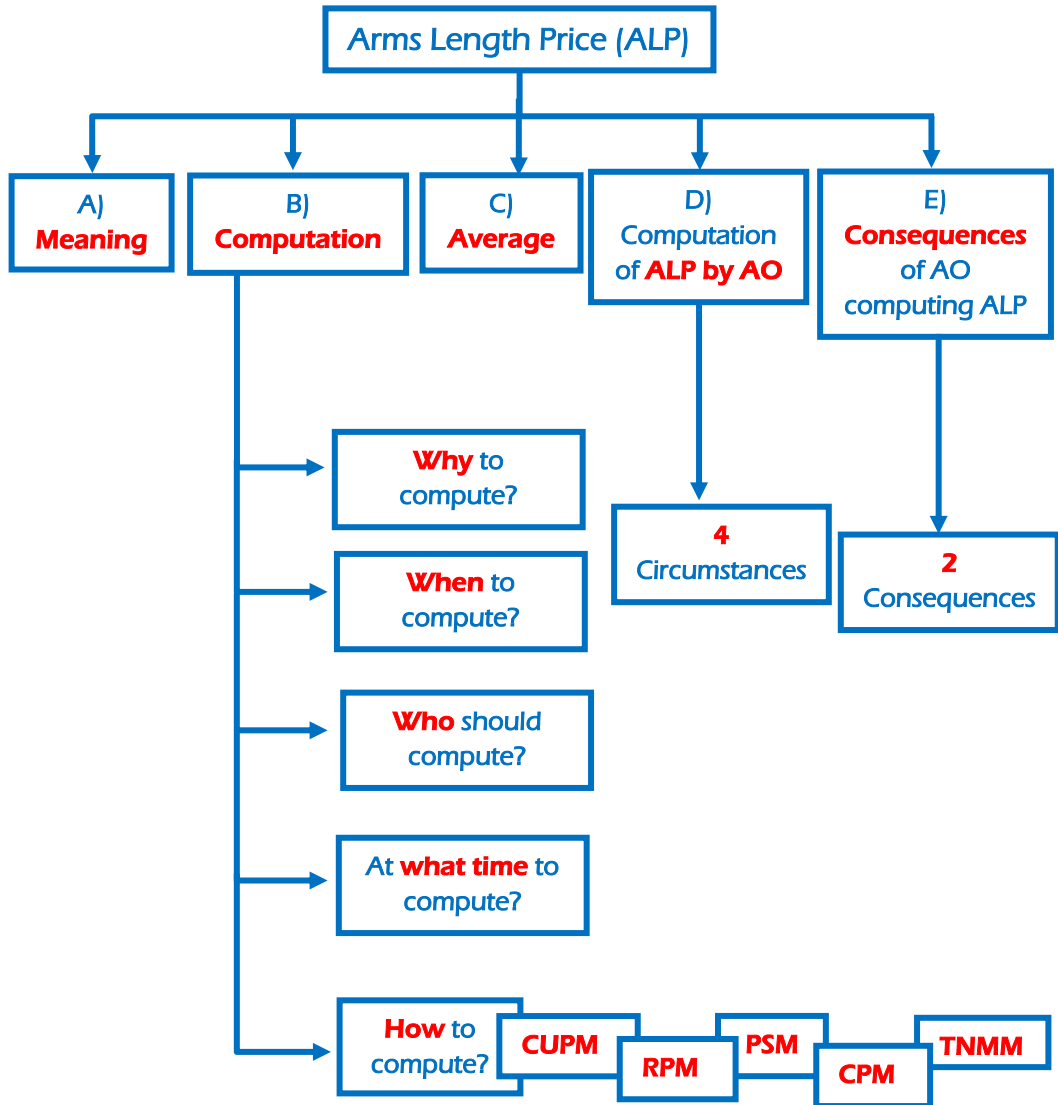 Arms Length Price (ALP)
A)
Meaning
B)
Computation
C)
Average
D)
Computation
of ALP by AO
E)
Consequences
of AO
computing ALP
Why to
compute?
When to
compute?
Who should
compute?
At what time to
compute?
How to
compute?
CUPM
RPM
PSM
CPM
TNMM
4
Circumstances
2
Consequences